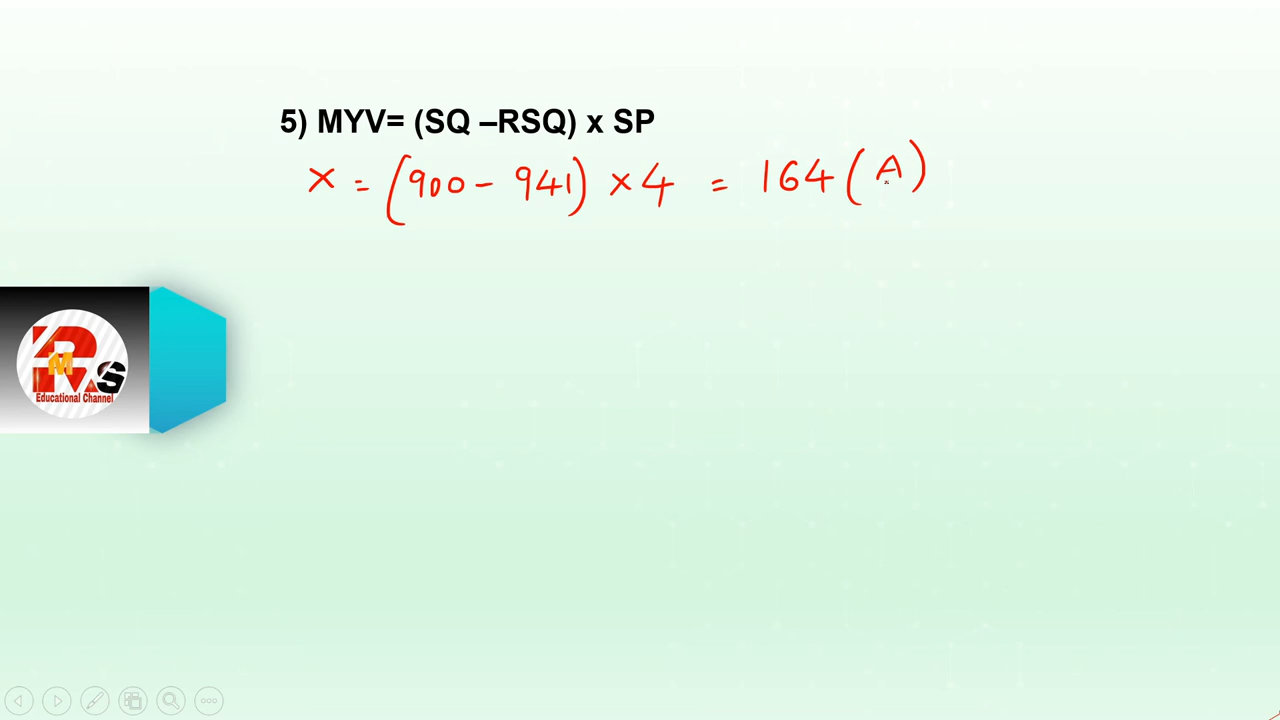 5) MYV= (SQ –RSQ) x SP
X = (900 - 941) × 4 = 164 (A)
M
S
Educational Channel